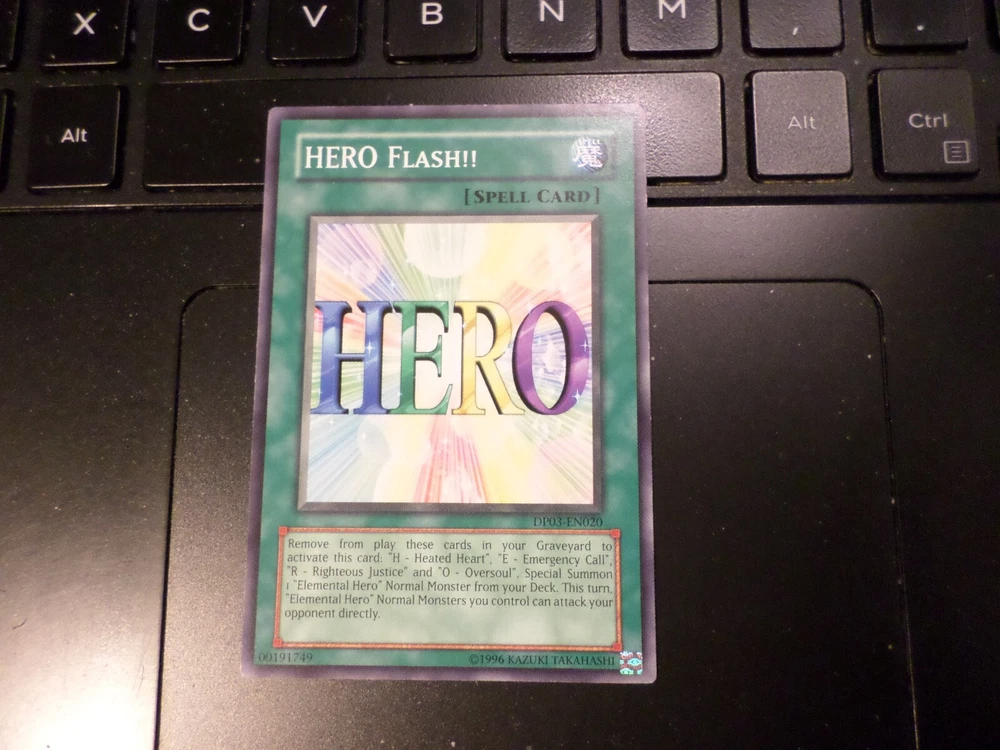 X C V B N M
Alt Alt Ctrl
HERO FLASH!!
魔
[SPELL CARD]
HERO
DP03-EN020
Remove from play these cards in your Graveyard to
activate this card: "H - Heated Heart", "E - Emergency Call",
"R - Righteous Justice" and "O - Oversoul". Special Summon
1 "Elemental Hero" Normal Monster from your Deck. This turn,
"Elemental Hero" Normal Monsters you control can attack your
opponent directly.
00191749 ©1996 KAZUKI TAKAHASHI